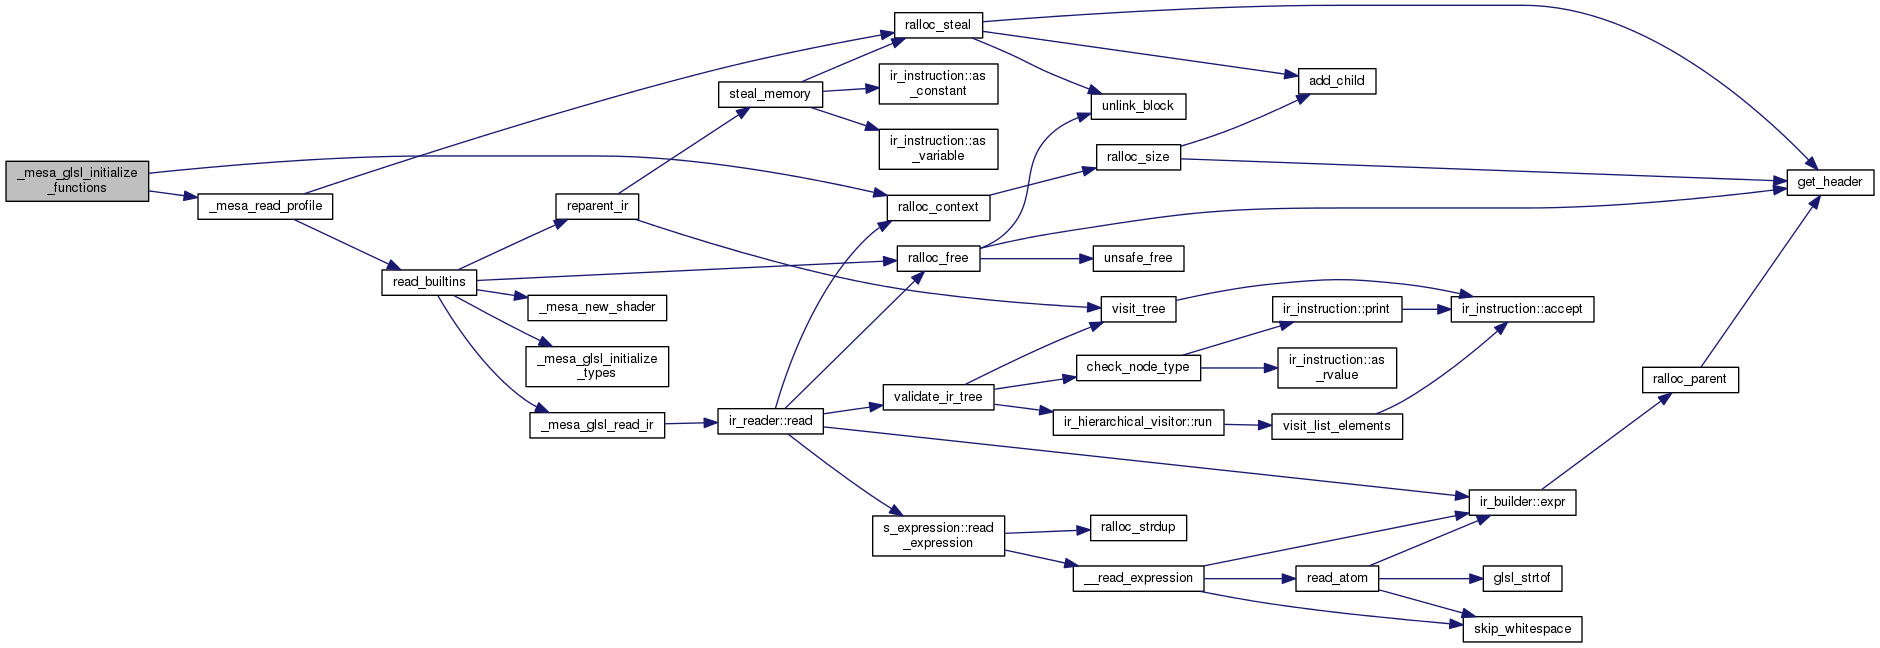 _mesa_glsl_initialize
_functions
_mesa_read_profile
read_builtins
reparent_ir
_mesa_new_shader
_mesa_glsl_initialize
_types
_mesa_glsl_read_ir
steal_memory
ir_reader::read
ralloc_steal
ir_instruction::as
_constant
ir_instruction::as
_variable
ralloc_context
ralloc_free
validate_ir_tree
s_expression::read
_expression
unlink_block
ralloc_size
unsafe_free
visit_tree
check_node_type
ir_hierarchical_visitor::run
ralloc_strdup
__read_expression
add_child
ir_instruction::print
ir_instruction::as
_rvalue
visit_list_elements
read_atom
ir_instruction::accept
ir_builder::expr
glsl_strtof
skip_whitespace
ralloc_parent
get_header